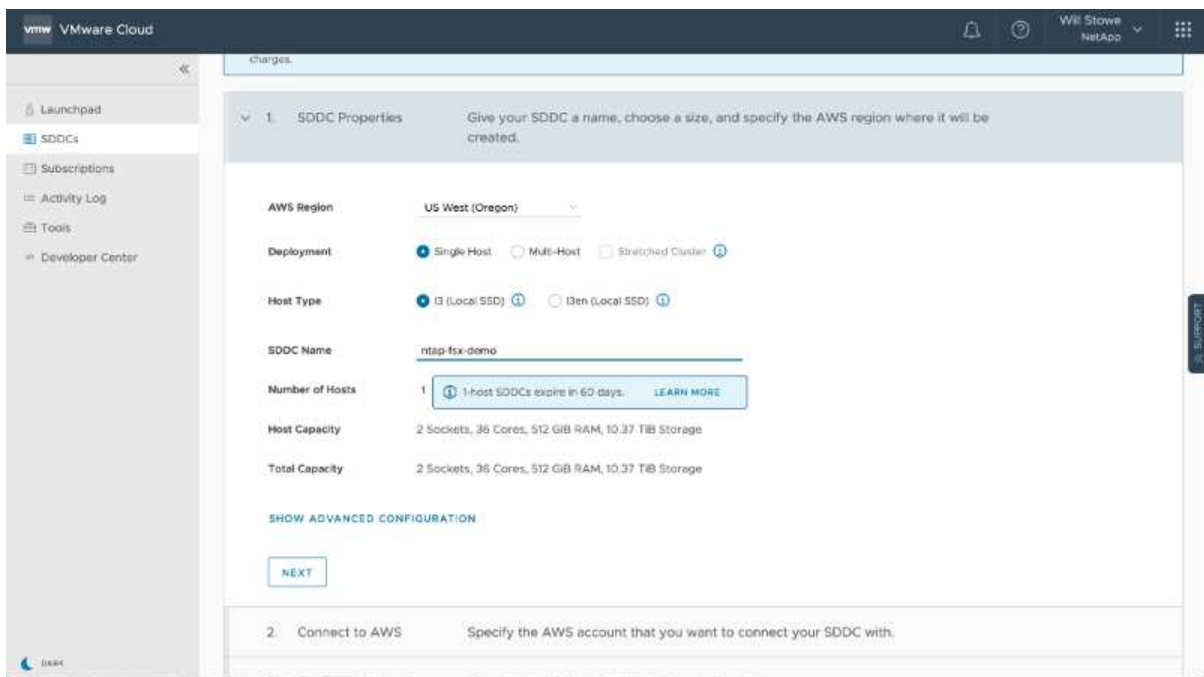 vmw VMware Cloud
Will Stowe
NetApp
charges.
Launchpad
SDDCs
Subscriptions
Activity Log
Tools
Developer Center
1. SDDC Properties Give your SDDC a name, choose a size, and specify the AWS region where it will be
created.
AWS Region US West (Oregon)
Deployment Single Host Multi-Host Stretched Cluster
Host Type i3 (Local SSD) i3en (Local SSD)
SDDC Name ntap-fsx-demo
Number of Hosts 1 1-host SDDCs expire in 60 days. LEARN MORE
Host Capacity 2 Sockets, 36 Cores, 512 GiB RAM, 10.37 TiB Storage
Total Capacity 2 Sockets, 36 Cores, 512 GiB RAM, 10.37 TiB Storage
SHOW ADVANCED CONFIGURATION
NEXT
2. Connect to AWS Specify the AWS account that you want to connect your SDDC with.
DARK
SUPPORT